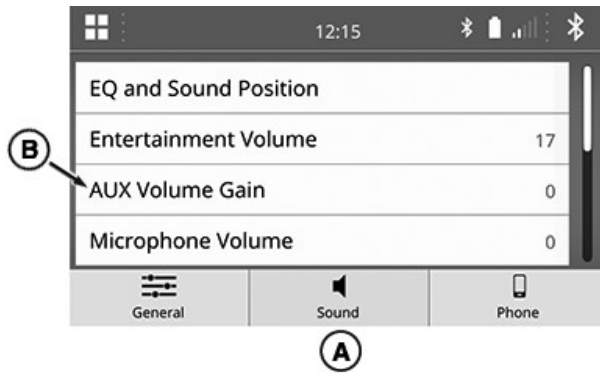 12:15
EQ and Sound Position
Entertainment Volume 17
B
AUX Volume Gain 0
Microphone Volume 0
General Sound Phone
A